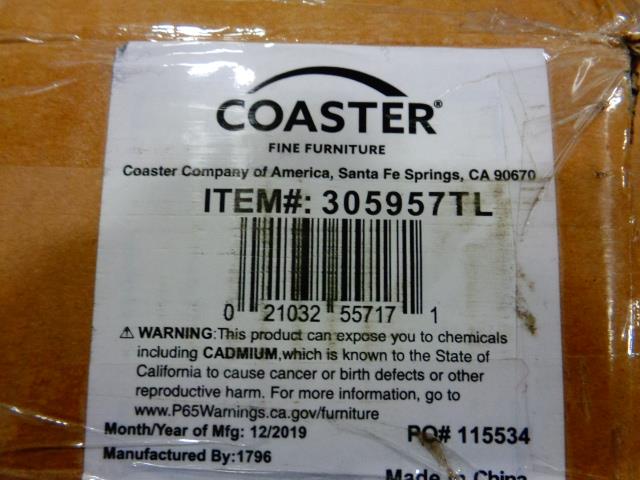 COASTER®
FINE FURNITURE
Coaster Company of America, Santa Fe Springs, CA 90670
ITEM#: 305957TL
0 21032 55717 1
⚠ WARNING:This product can expose you to chemicals
including CADMIUM,which is known to the State of
California to cause cancer or birth defects or other
reproductive harm. For more information, go to
www.P65Warnings.ca.gov/furniture
Month/Year of Mfg: 12/2019 PO# 115534
Manufactured By:1796
Made in China